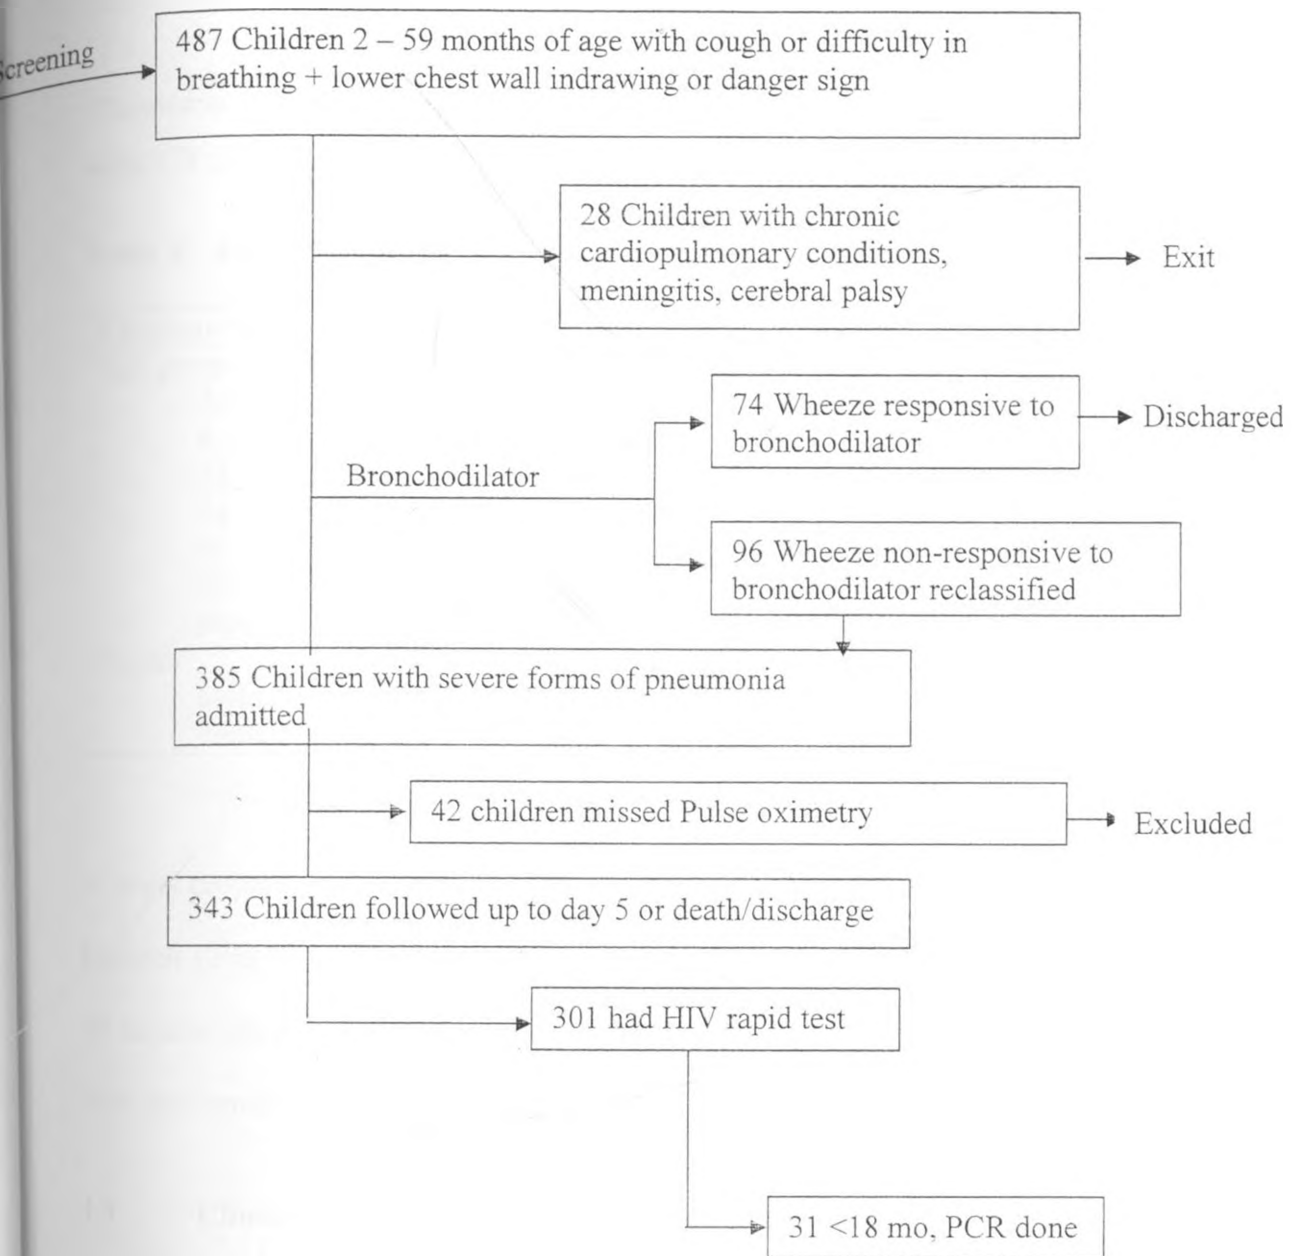 487 Children 2 – 59 months of age with cough or difficulty in
breathing + lower chest wall indrawing or danger sign
28 Children with chronic
cardiopulmonary conditions,
meningitis, cerebral palsy
Exit
74 Wheeze responsive to
bronchodilator
Discharged
Bronchodilator
96 Wheeze non-responsive to
bronchodilator reclassified
385 Children with severe forms of pneumonia
admitted
42 children missed Pulse oximetry
Excluded
343 Children followed up to day 5 or death/discharge
301 had HIV rapid test
31 <18 mo, PCR done